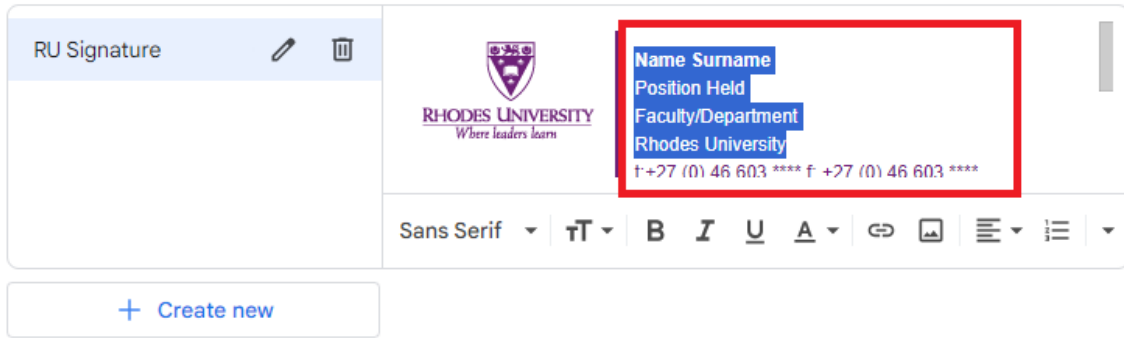 RU Signature
RHODES UNIVERSITY
Where leaders learn
Name Surname
Position Held
Faculty/Department
Rhodes University
t:+27 (0) 46 603 **** f: +27 (0) 46 603 ****
Sans Serif
B I U A
+ Create new